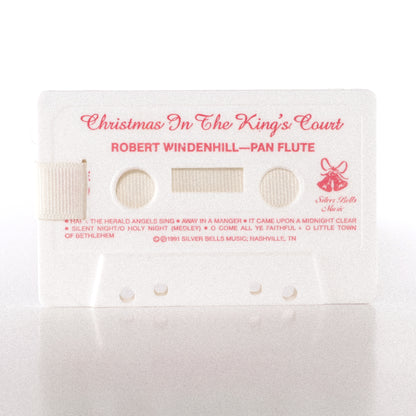 Christmas In The King's Court
ROBERT WINDENHILL—PAN FLUTE
Silver Bells
Music
THE HERALD ANGELS SING • AWAY IN A MANGER • IT CAME UPON A MIDNIGHT CLEAR
• SILENT NIGHT/O HOLY NIGHT (MEDLEY) • O COME ALL YE FAITHFUL • O LITTLE TOWN
OF BETHLEHEM
©℗1991 SILVER BELLS MUSIC; NASHVILLE, TN